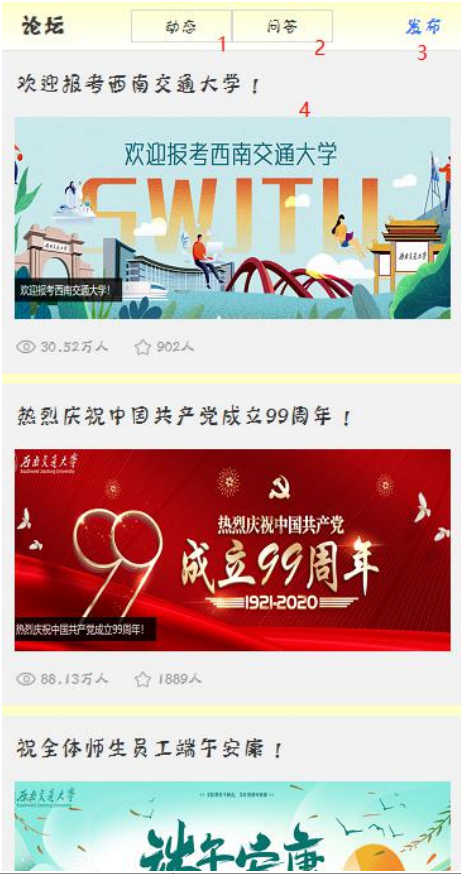 论坛 动态 问答 发布
1 2 3
欢迎报考西南交通大学！
4
欢迎报考西南交通大学
SWJTU
西南交通大学
欢迎报考西南交通大学！
30.52万人 902人
热烈庆祝中国共产党成立99周年！
西南交通大学
Southwest Jiaotong University
99
热烈庆祝中国共产党
成立99周年
1921-2020
热烈庆祝中国共产党成立99周年！
88.13万人 1889人
祝全体师生员工端午安康！
西南交通大学
端午安康